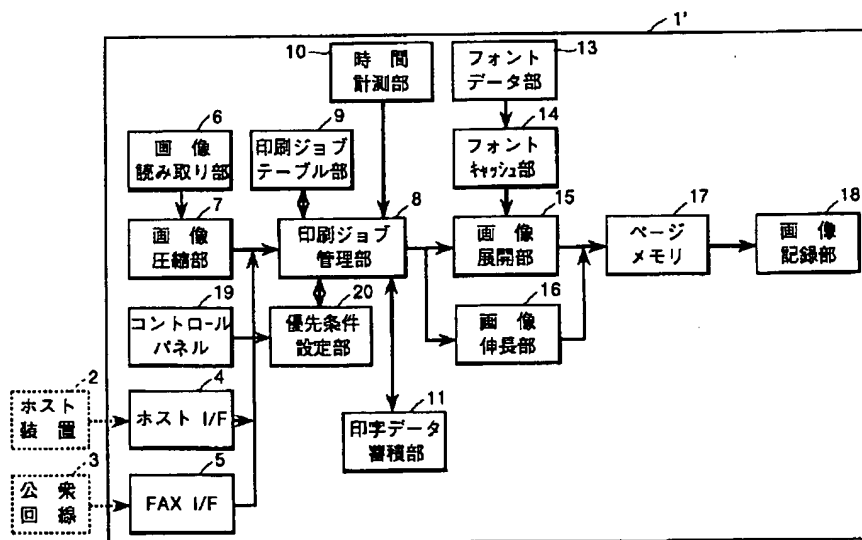 1'
10
時間
計測部
13
フォント
データ部
6
画像
読み取り部
9
印刷ジョブ
テーブル部
14
フォント
ｷｬｯｼｭ部
7
画像
圧縮部
8
印刷ジョブ
管理部
15
画像
展開部
17
ページ
メモリ
18
画像
記録部
19
コントロール
パネル
20
優先条件
設定部
16
画像
伸長部
2
ホスト
装置
4
ホスト I/F
11
印字データ
蓄積部
3
公衆
回線
5
FAX I/F